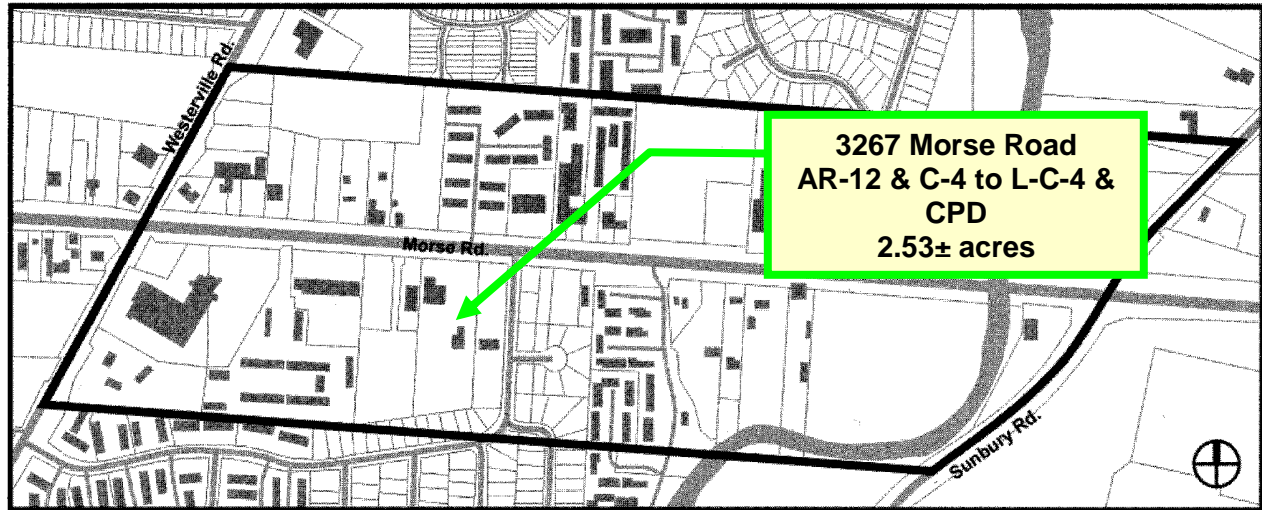 Westerville Rd.
3267 Morse Road
AR-12 & C-4 to L-C-4 &
CPD
2.53± acres
Morse Rd.
Sunbury Rd.